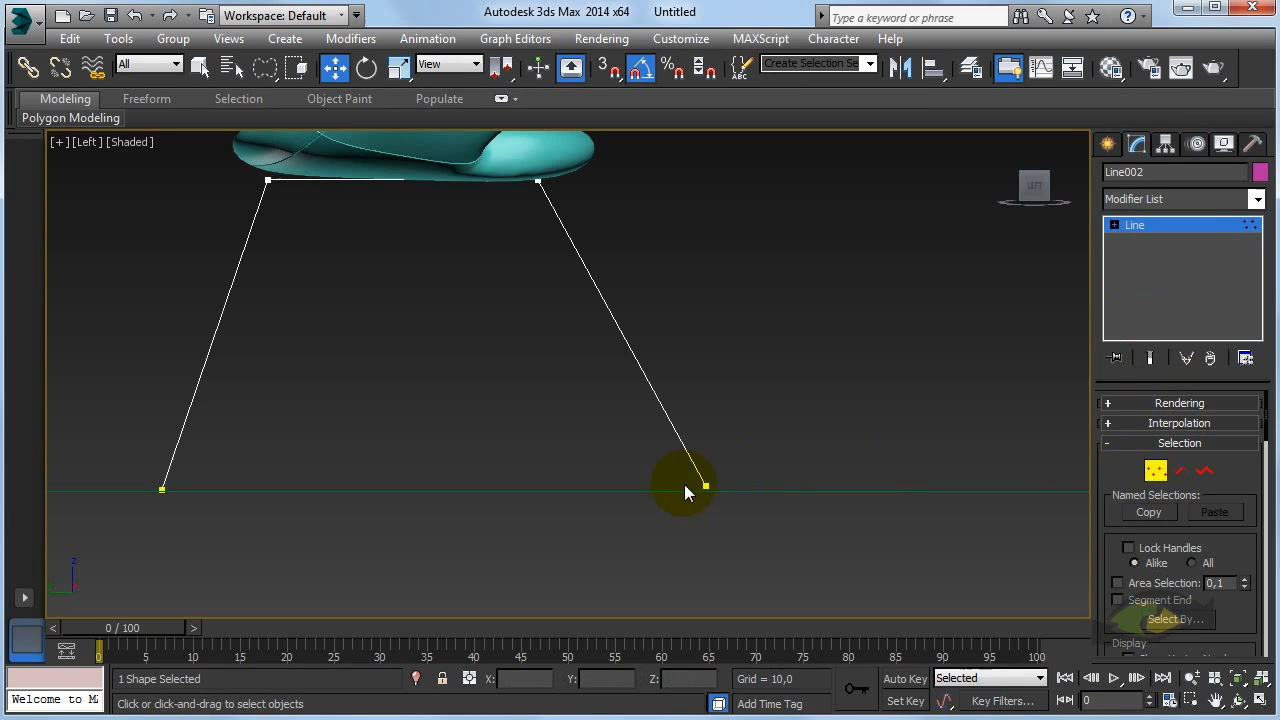 Workspace: Default
Autodesk 3ds Max 2014 x64 Untitled
Type a keyword or phrase
Edit Tools Group Views Create Modifiers Animation Graph Editors Rendering Customize MAXScript Character Help
All View 3 ABC Create Selection Se
Modeling Freeform Selection Object Paint Populate
Polygon Modeling
[+] [Left] [Shaded]
LEFT
Line002
Modifier List
Line
Rendering
Interpolation
Selection
Named Selections:
Copy Paste
Lock Handles
Alike All
Area Selection: 0,1
Segment End
Select By...
Display
z
< 0 / 100 >
0 5 10 15 20 25 30 35 40 45 50 55 60 65 70 75 80 85 90 95 100
1 Shape Selected X: Y: Z: Grid = 10,0 Auto Key Selected
Welcome to M Click or click-and-drag to select objects Add Time Tag Set Key Key Filters... 0